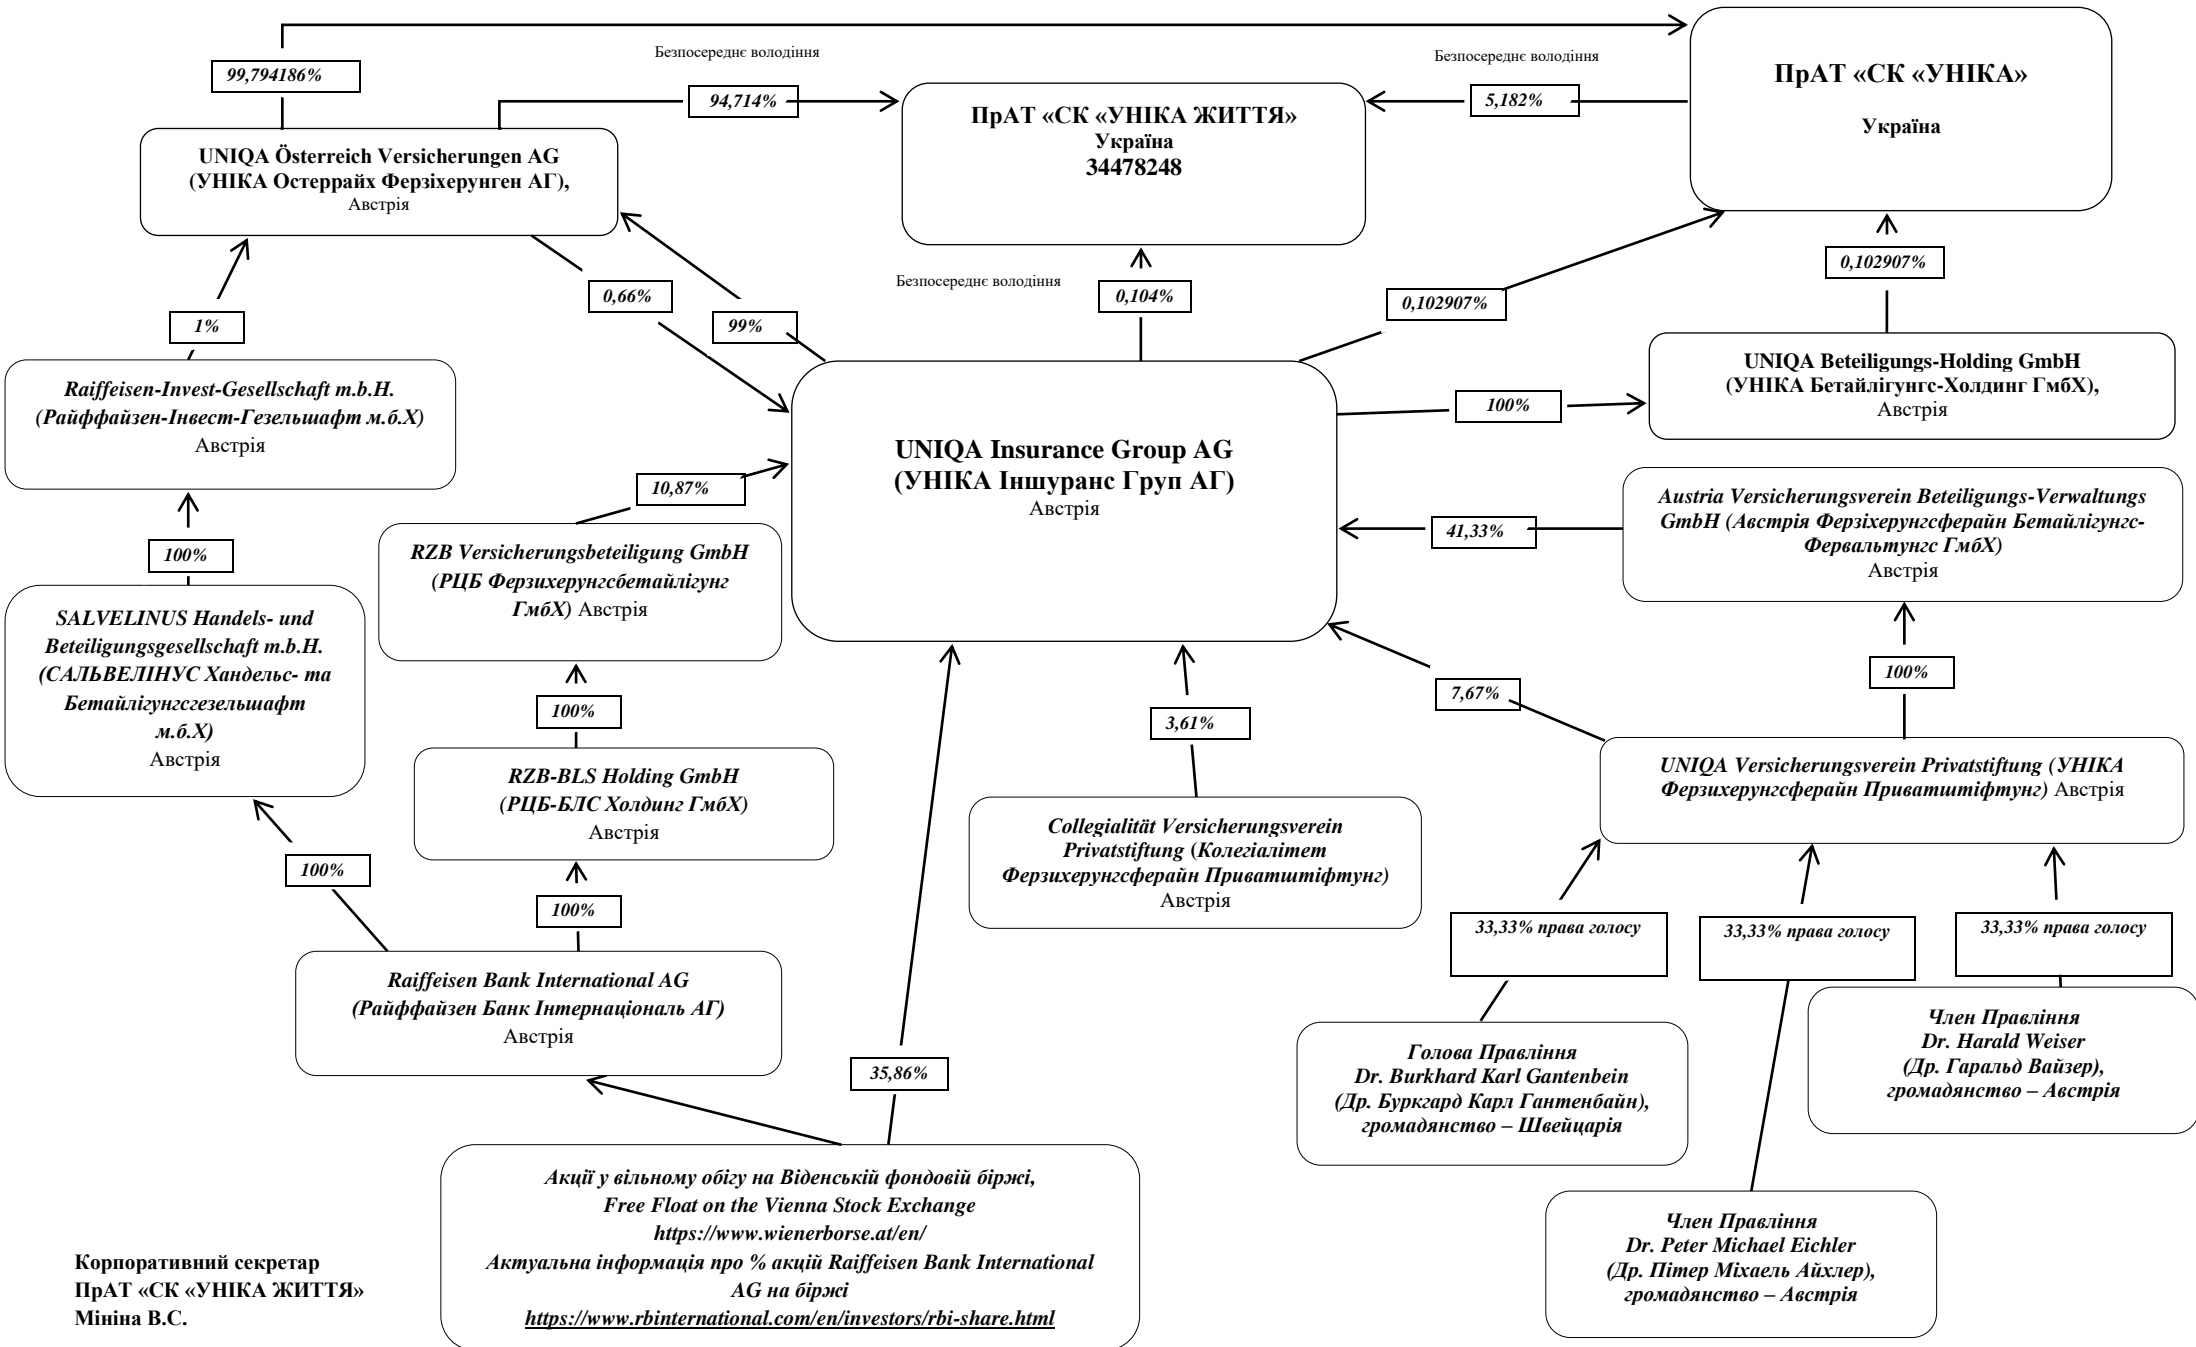 Безпосереднє володіння
Безпосереднє володіння
99,794186%
94,714%
5,182%
ПрАТ «СК «УНІКА»
Україна
ПрАТ «СК «УНІКА ЖИТТЯ»
Україна
34478248
UNIQA Österreich Versicherungen AG
(УНІКА Остеррайх Ферзіхерунген АГ),
Австрія
Безпосереднє володіння
0,66%
99%
0,104%
0,102907%
0,102907%
1%
Raiffeisen-Invest-Gesellschaft m.b.H.
(Райффайзен-Інвест-Гезельшафт м.б.Х)
Австрія
UNIQA Insurance Group AG
(УНІКА Іншуранс Груп АГ)
Австрія
100%
UNIQA Beteiligungs-Holding GmbH
(УНІКА Бетайлігунгс-Холдинг ГмбХ),
Австрія
10,87%
41,33%
Austria Versicherungsverein Beteiligungs-Verwaltungs
GmbH (Австрія Ферзіхерунгсферайн Бетайлігунгс-
Фервальтунгс ГмбХ)
Австрія
100%
RZB Versicherungsbeteiligung GmbH
(РЦБ Ферзихерунгсбетайлігунг
ГмбХ) Австрія
SALVELINUS Handels- und
Beteiligungsgesellschaft m.b.H.
(САЛЬВЕЛІНУС Хандельс- та
Бетайлігунгсгезельшафт
м.б.Х)
Австрія
100%
3,61%
7,67%
100%
RZB-BLS Holding GmbH
(РЦБ-БЛС Холдинг ГмбХ)
Австрія
UNIQA Versicherungsverein Privatstiftung (УНІКА
Ферзихерунгсферайн Приватштіфтунг) Австрія
Collegialität Versicherungsverein
Privatstiftung (Колегіалітет
Ферзихерунгсферайн Приватштіфтунг)
Австрія
100%
100%
33,33% права голосу
33,33% права голосу
33,33% права голосу
Raiffeisen Bank International AG
(Райффайзен Банк Інтернаціональ АГ)
Австрія
35,86%
Голова Правління
Dr. Burkhard Karl Gantenbein
(Др. Буркгард Карл Гантенбайн),
громадянство – Швейцарія
Член Правління
Dr. Harald Weiser
(Др. Гаральд Вайзер),
громадянство – Австрія
Член Правління
Dr. Peter Michael Eichler
(Др. Пітер Міхаель Айхлер),
громадянство – Австрія
Акції у вільному обігу на Віденській фондовій біржі,
Free Float on the Vienna Stock Exchange
https://www.wienerborse.at/en/
Актуальна інформація про % акцій Raiffeisen Bank International
AG на біржі
https://www.rbinternational.com/en/investors/rbi-share.html
Корпоративний секретар
ПрАТ «СК «УНІКА ЖИТТЯ»
Мініна В.С.